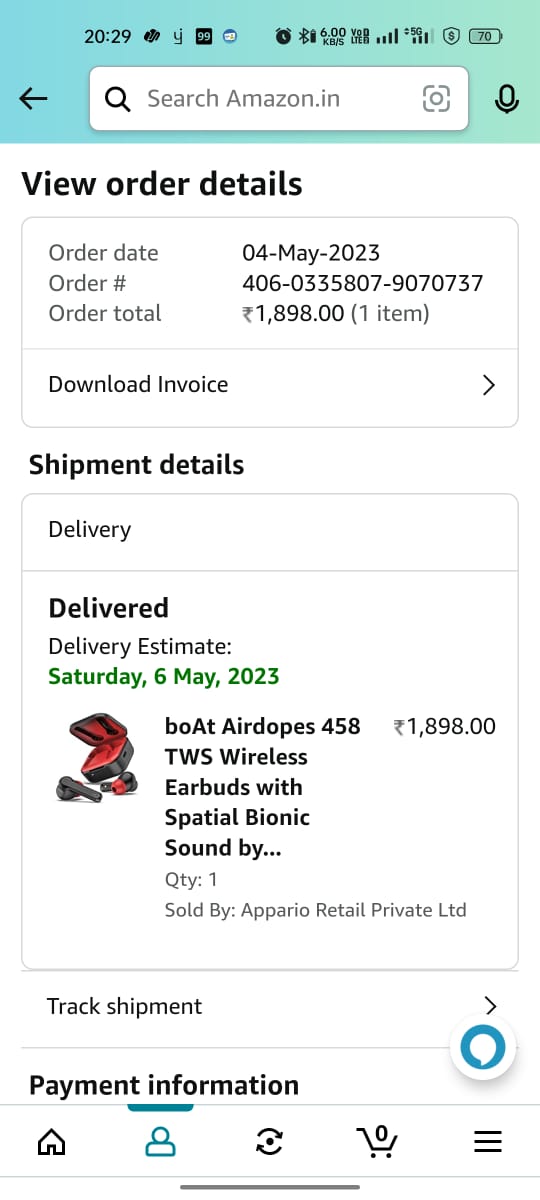 20:29 99 6.00 KB/S 5G 70
Search Amazon.in
View order details
Order date 04-May-2023
Order # 406-0335807-9070737
Order total ₹1,898.00 (1 item)
Download Invoice
Shipment details
Delivery
Delivered
Delivery Estimate:
Saturday, 6 May, 2023
boAt Airdopes 458 ₹1,898.00
TWS Wireless
Earbuds with
Spatial Bionic
Sound by...
Qty: 1
Sold By: Appario Retail Private Ltd
Track shipment
Payment information
0